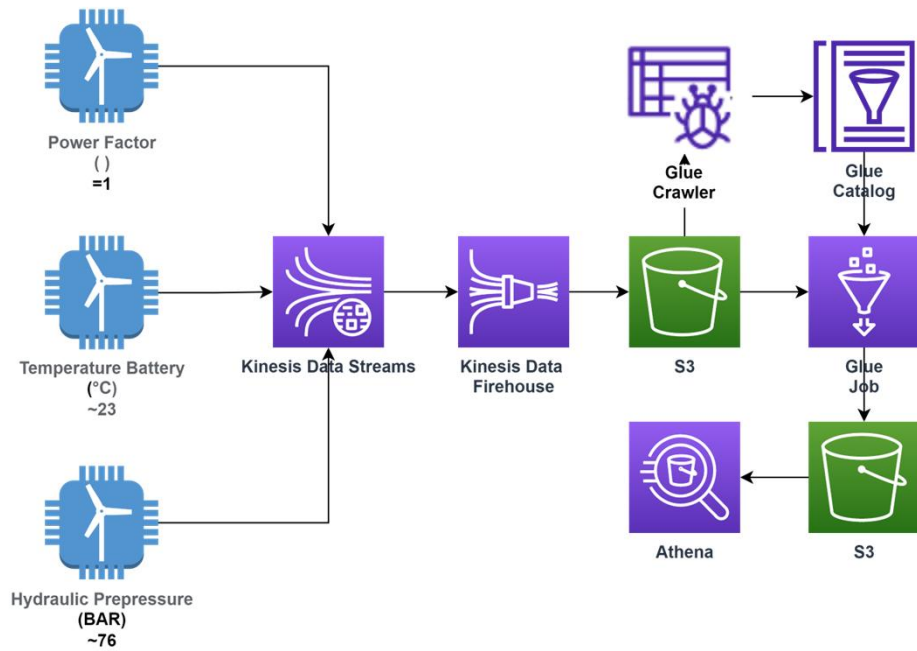 Power Factor
( )
=1
Temperature Battery
(°C)
~23
Hydraulic Prepressure
(BAR)
~76
Kinesis Data Streams
Kinesis Data
Firehouse
S3
Glue
Crawler
Glue
Catalog
Glue
Job
Athena
S3